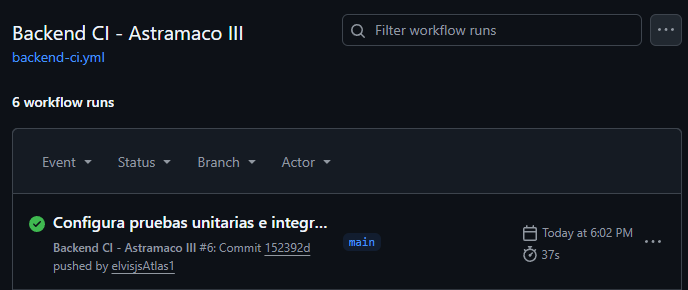 Backend CI - Astramaco III
Filter workflow runs
backend-ci.yml
6 workflow runs
Event Status Branch Actor
Configura pruebas unitarias e integr...
Backend CI - Astramaco III #6: Commit 152392d
pushed by elvisjsAtlas1
main
Today at 6:02 PM
37s